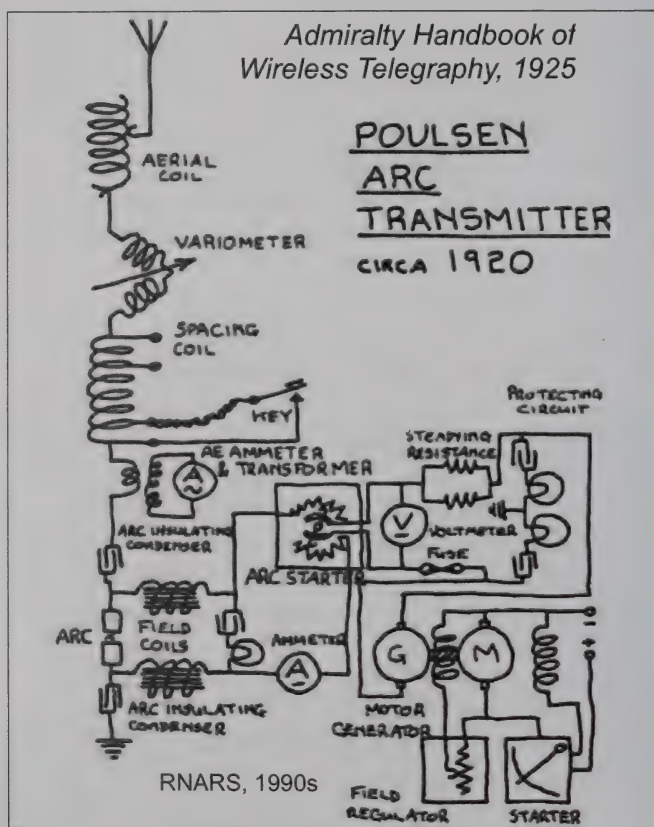 Admiralty Handbook of
Wireless Telegraphy, 1925
POULSEN
ARC
TRANSMITTER
CIRCA 1920
AERIAL
COIL
VARIOMETER
SPACING
COIL
KEY
PROTECTING
CIRCUIT
STEADYING
RESISTANCE
AE AMMETER
& TRANSFORMER
A
ARC INSULATING
CONDENSER
V
VOLTMETER
FUSE
ARC STARTER
ARC
FIELD
COILS
AMMETER
A
G
M
- +
ARC INSULATING
CONDENSER
MOTOR
GENERATOR
RNARS, 1990s
FIELD
REGULATOR
STARTER